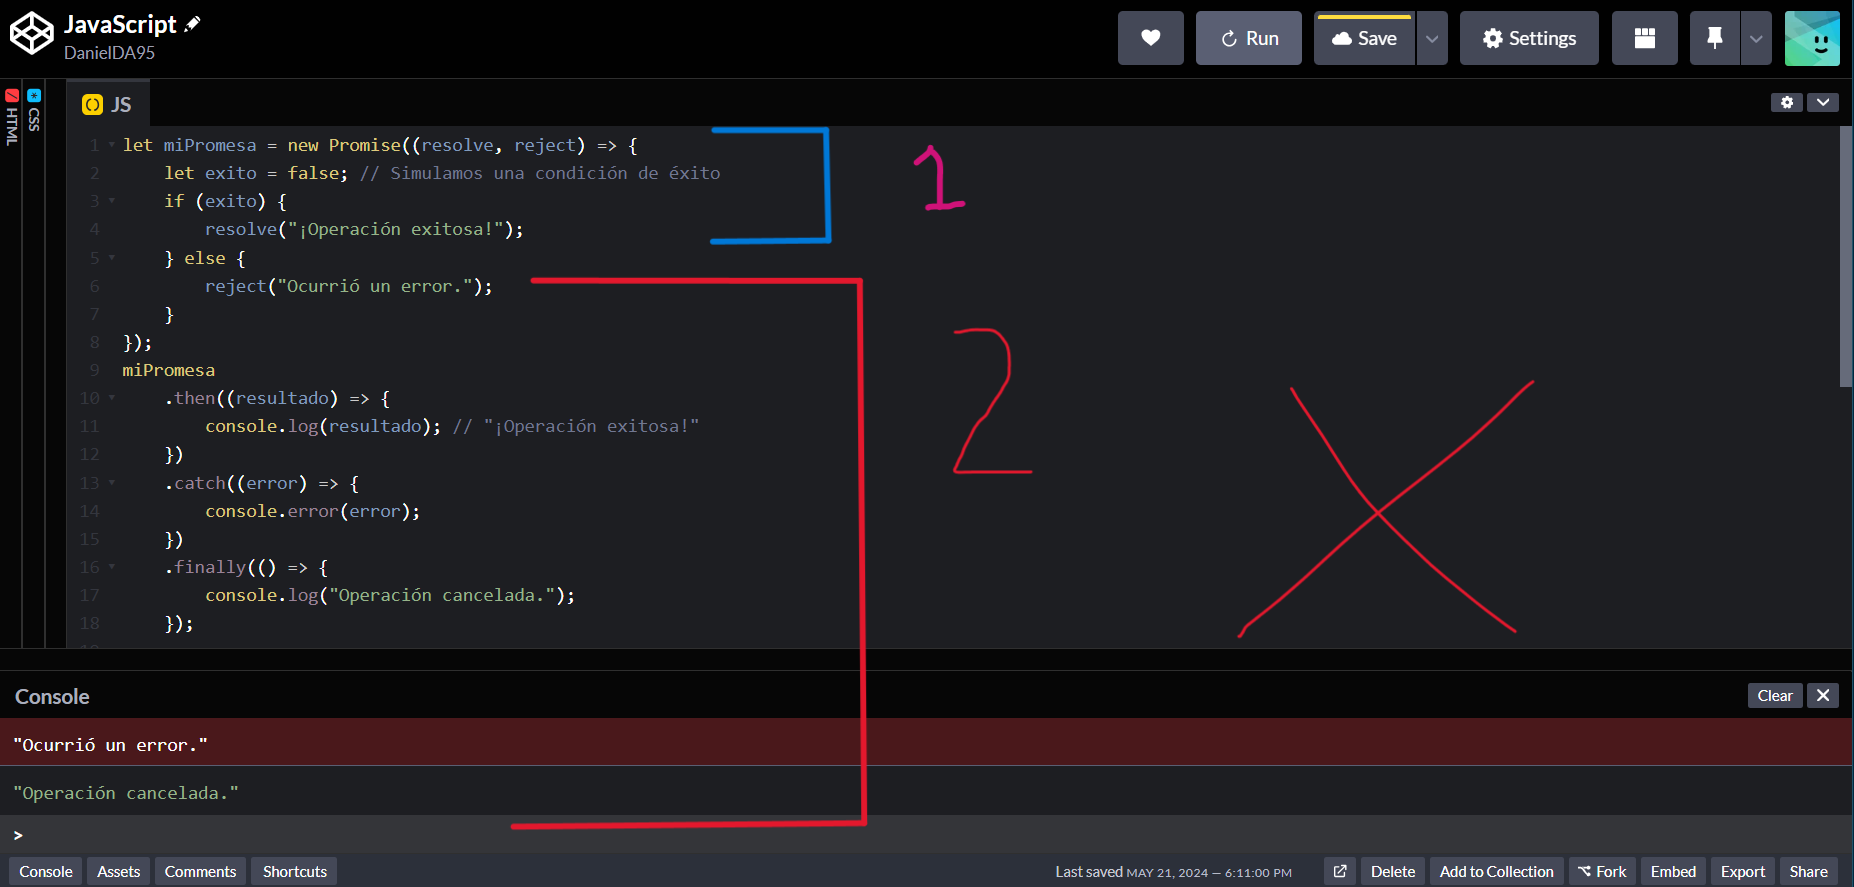 JavaScript
DanielDA95
Run
Save
Settings
HTML
CSS
JS
1 let miPromesa = new Promise((resolve, reject) => {
2 let exito = false; // Simulamos una condición de éxito
3 if (exito) {
4 resolve("¡Operación exitosa!");
5 } else {
6 reject("Ocurrió un error.");
7 }
8 });
9 miPromesa
10 .then((resultado) => {
11 console.log(resultado); // "¡Operación exitosa!"
12 })
13 .catch((error) => {
14 console.error(error);
15 })
16 .finally(() => {
17 console.log("Operación cancelada.");
18 });
1
2
Console
Clear
"Ocurrió un error."
"Operación cancelada."
>
Console Assets Comments Shortcuts
Last saved MAY 21, 2024 — 6:11:00 PM
Delete Add to Collection Fork Embed Export Share